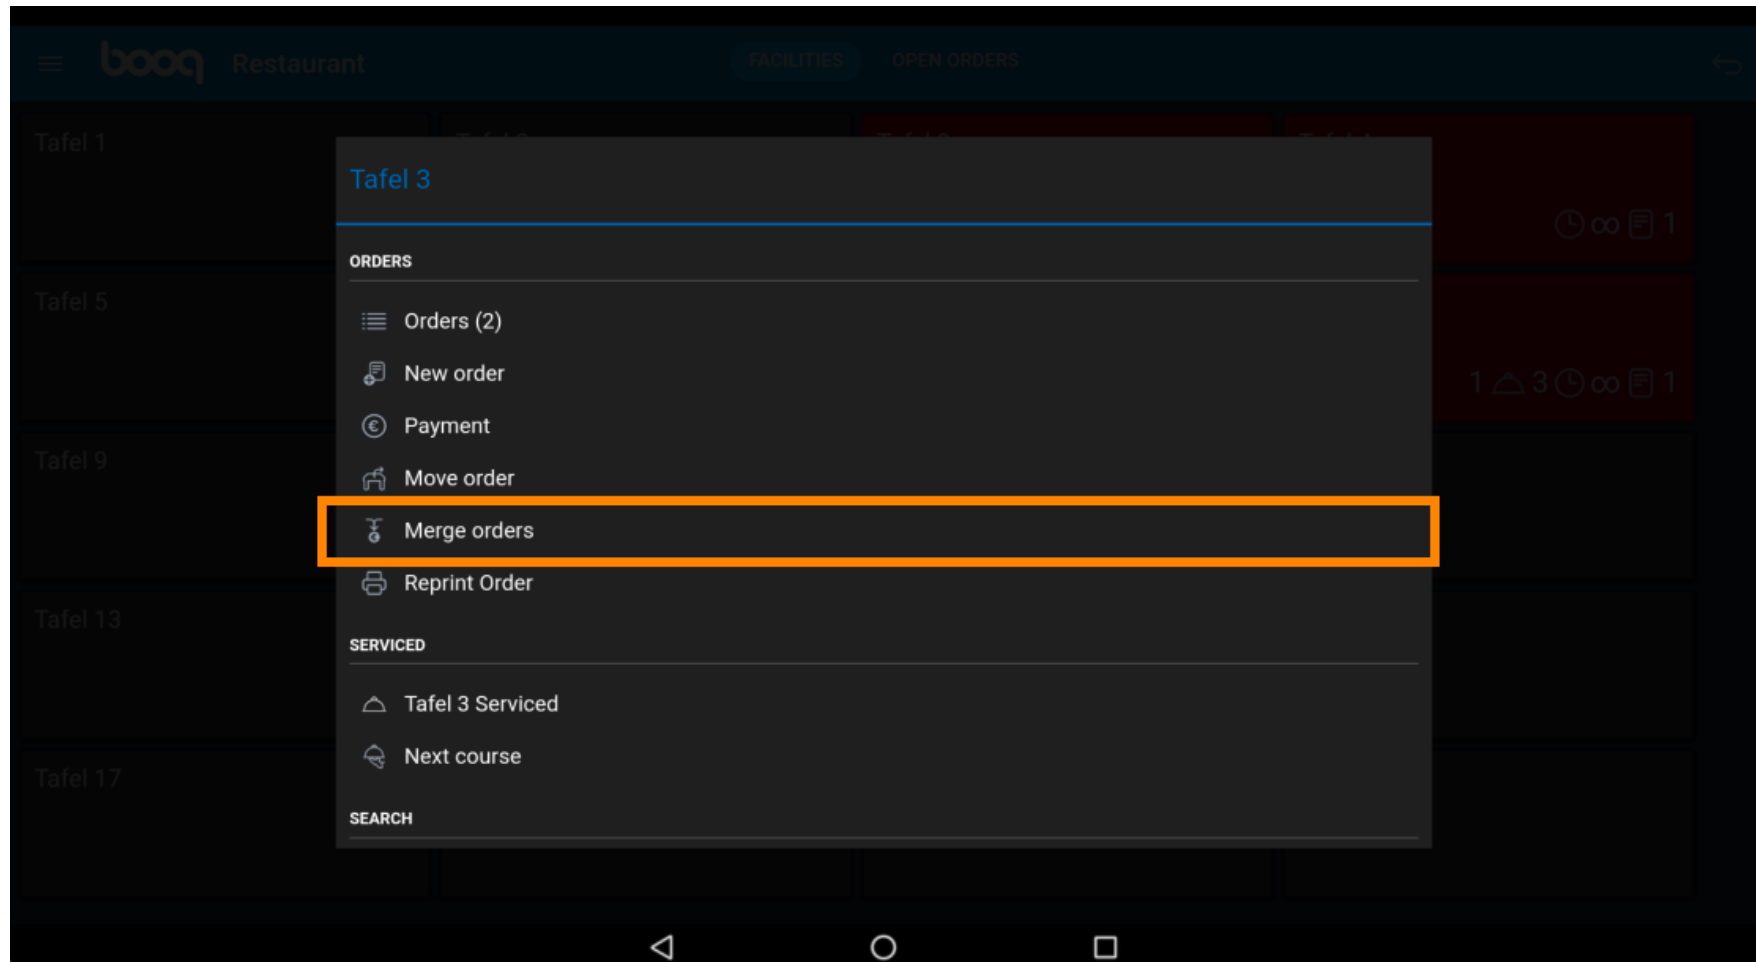 booq Restaurant FACILITIES OPEN ORDERS
Tafel 1
Tafel 3
1
ORDERS
Tafel 5
Orders (2)
New order
1 3 1
Payment
Tafel 9
Move order
Merge orders
Reprint Order
Tafel 13
SERVICED
Tafel 3 Serviced
Next course
Tafel 17
SEARCH